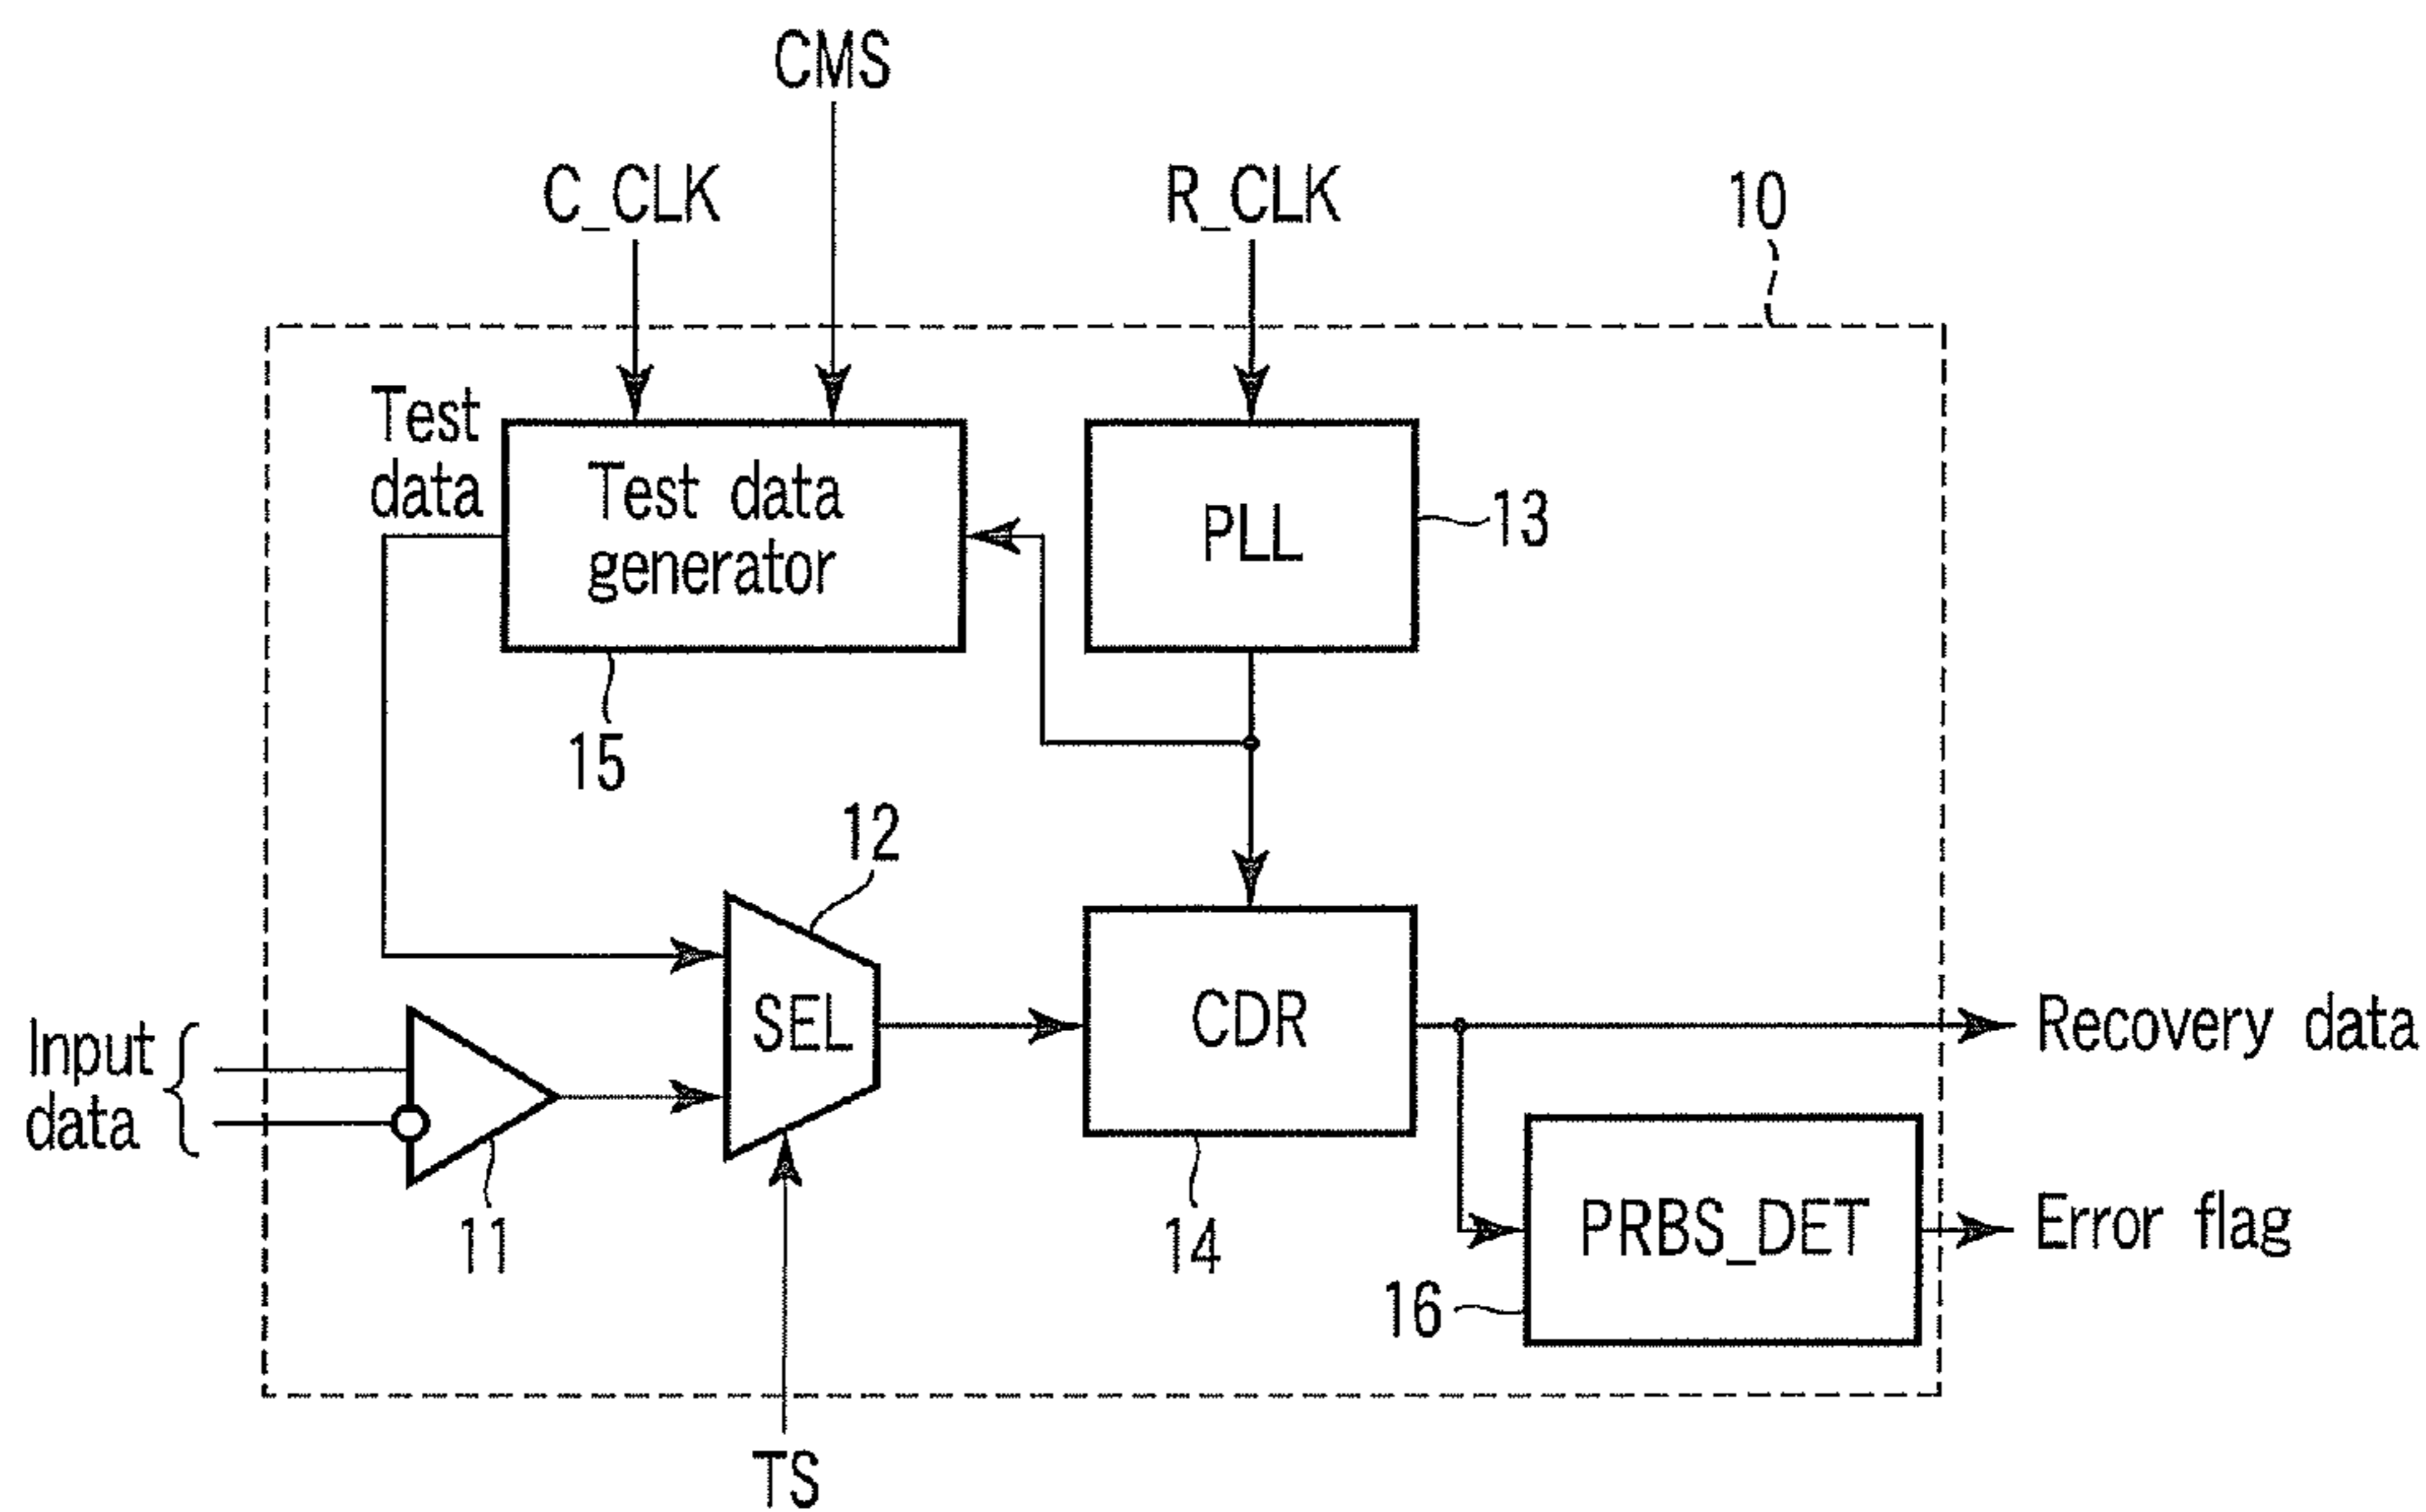 CMS
C_CLK
R_CLK
10
Test
data
Test data
generator
PLL
13
15
12
SEL
CDR
Input
data
Recovery data
11
14
PRBS_DET
Error flag
16
TS